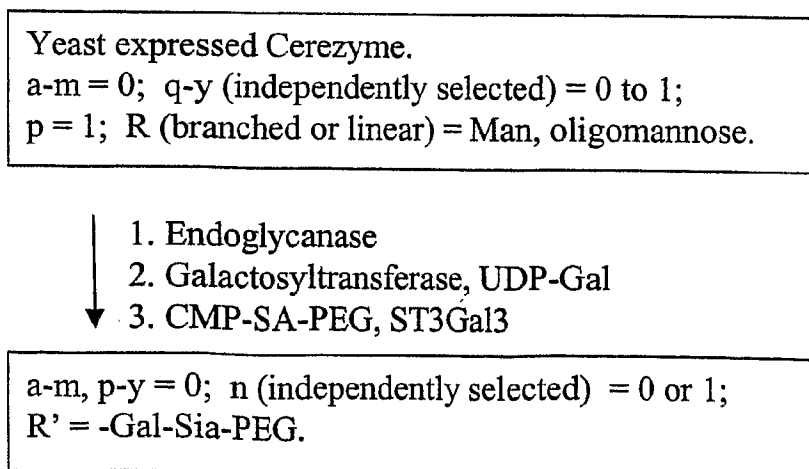 Yeast expressed Cerezyme.
a-m = 0; q-y (independently selected) = 0 to 1;
p = 1; R (branched or linear) = Man, oligomannose.
1. Endoglycanase
2. Galactosyltransferase, UDP-Gal
3. CMP-SA-PEG, ST3Gal3
a-m, p-y = 0; n (independently selected) = 0 or 1;
R’ = -Gal-Sia-PEG.